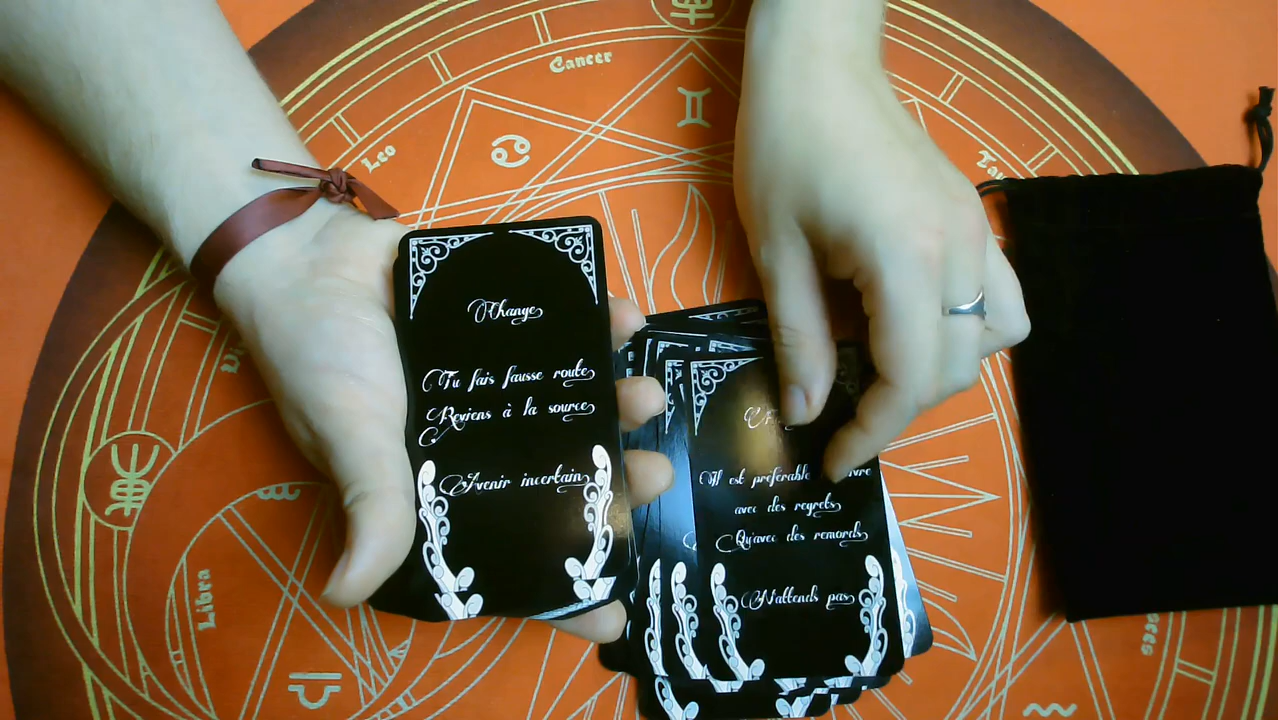 Cancer
Leo
Tau
Change
Tu fais fausse route
Reviens à la source
Avenir incertain
Il est préférable
avec des regrets
Qu'avec des remords
N'attends pas
Libra